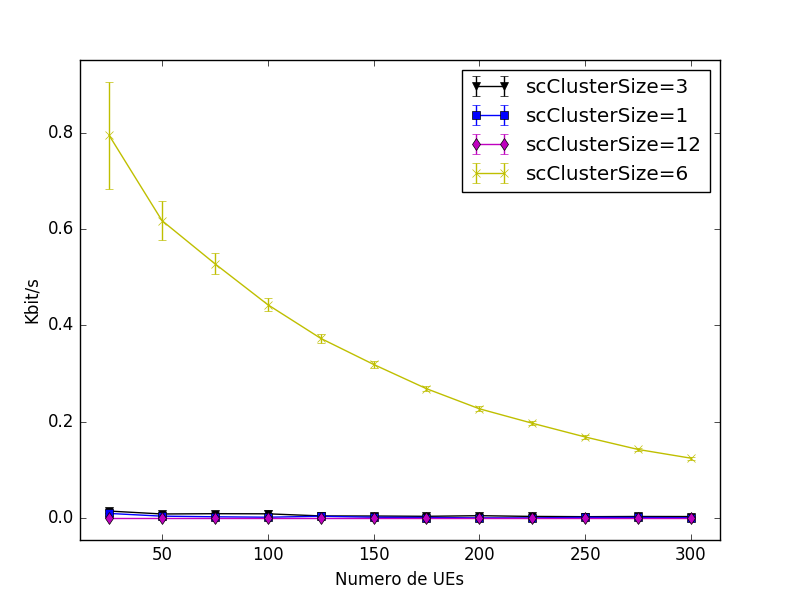 scClusterSize=3
scClusterSize=1
scClusterSize=12
scClusterSize=6
Kbit/s
0.8
0.6
0.4
0.2
0.0
50 100 150 200 250 300
Numero de UEs